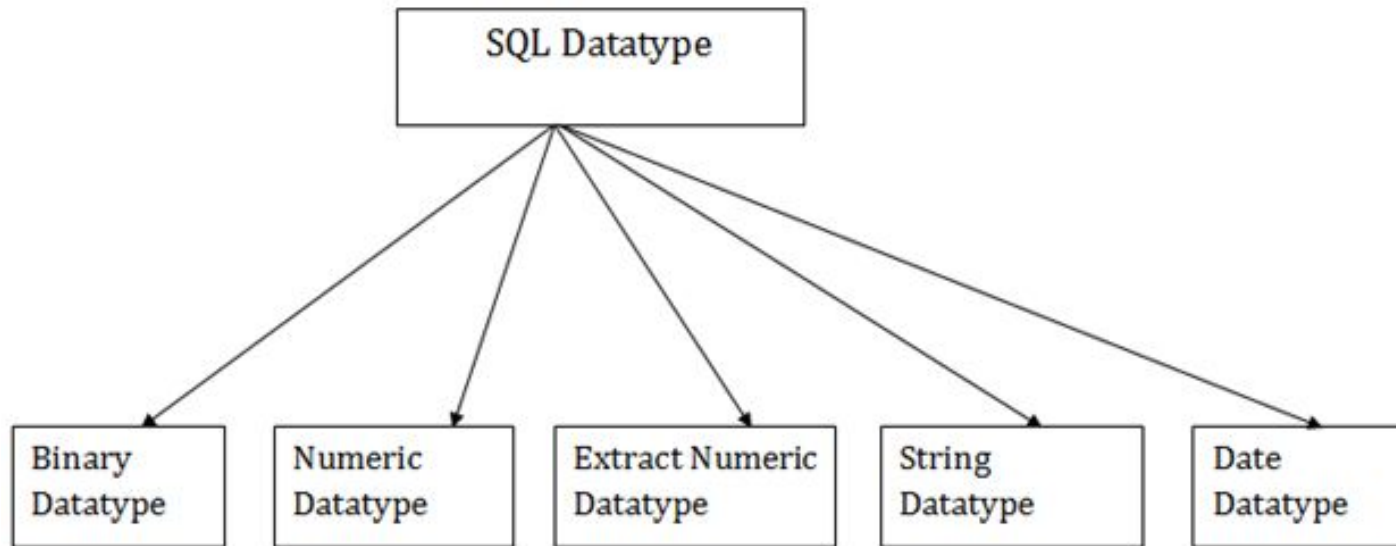 SQL Datatype
Binary
Datatype
Numeric
Datatype
Extract Numeric
Datatype
String
Datatype
Date
Datatype